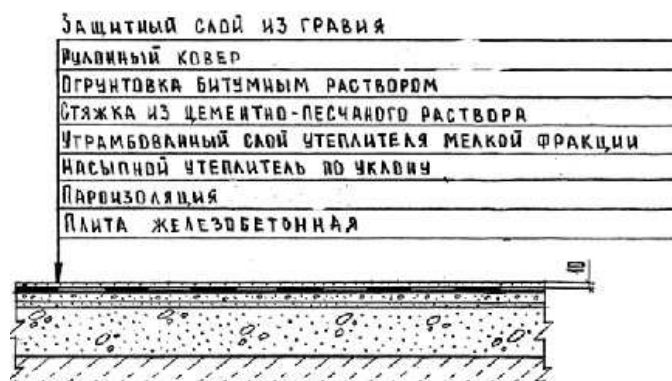 Защитный слой из гравия
Рулонный ковер
Огрунтовка битумным раствором
Стяжка из цементно-песчаного раствора
Утрамбованный слой утеплителя мелкой фракции
Насыпной утеплитель по уклону
Пароизоляция
Плита железобетонная
10